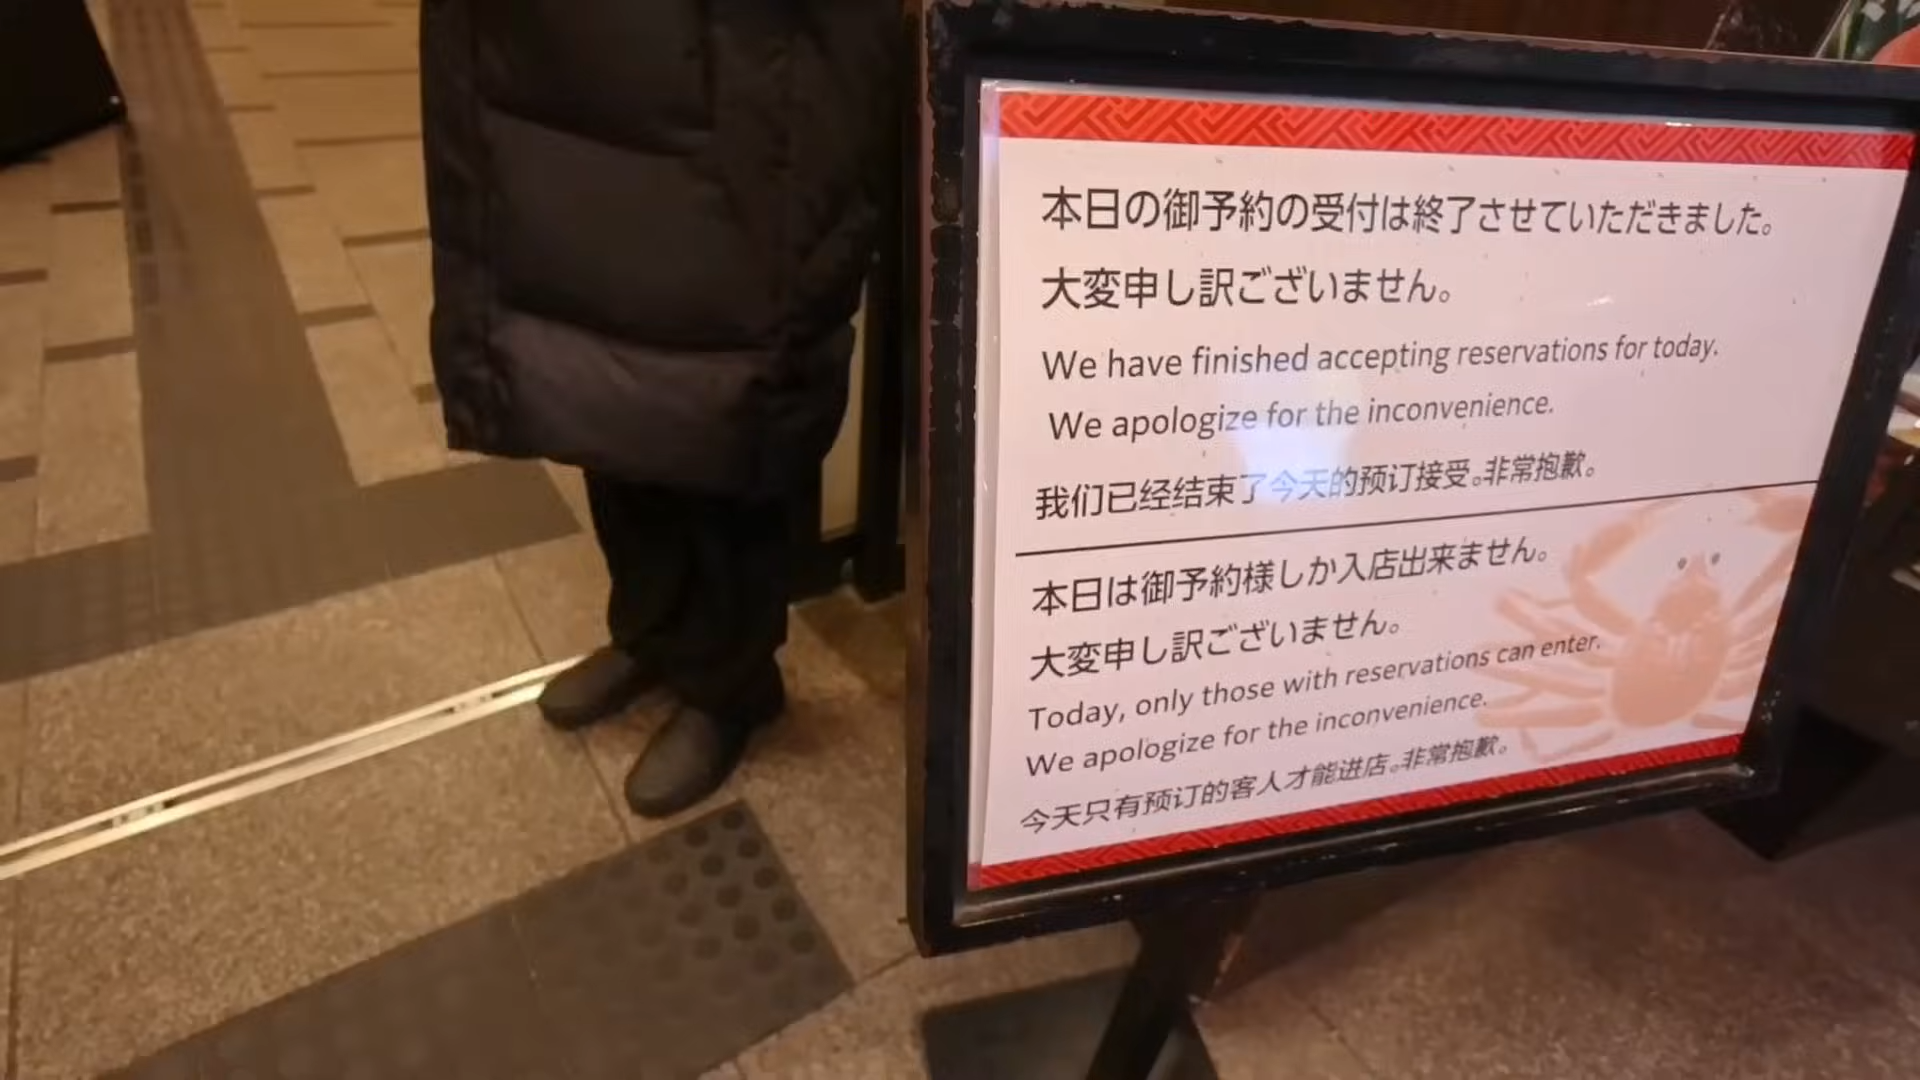 本日の御予約の受付は終了させていただきました。
大変申し訳ございません。
We have finished accepting reservations for today.
We apologize for the inconvenience.
我们已经结束了今天的预订接受。非常抱歉。
本日は御予約様しか入店出来ません。
大変申し訳ございません。
Today, only those with reservations can enter.
We apologize for the inconvenience.
今天只有预订的客人才能进店。非常抱歉。